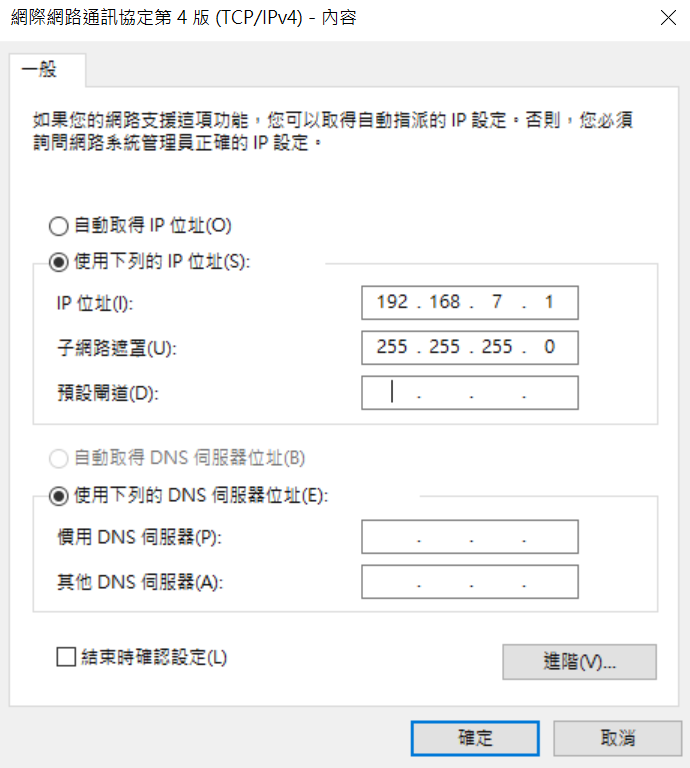 網際網路通訊協定第 4 版 (TCP/IPv4) - 內容
一般
如果您的網路支援這項功能，您可以取得自動指派的 IP 設定。否則，您必須
詢問網路系統管理員正確的 IP 設定。
自動取得 IP 位址(O)
使用下列的 IP 位址(S):
IP 位址(I): 192 . 168 . 7 . 1
子網路遮罩(U): 255 . 255 . 255 . 0
預設閘道(D): . . .
自動取得 DNS 伺服器位址(B)
使用下列的 DNS 伺服器位址(E):
慣用 DNS 伺服器(P): . . .
其他 DNS 伺服器(A): . . .
結束時確認設定(L)
進階(V)...
確定 取消